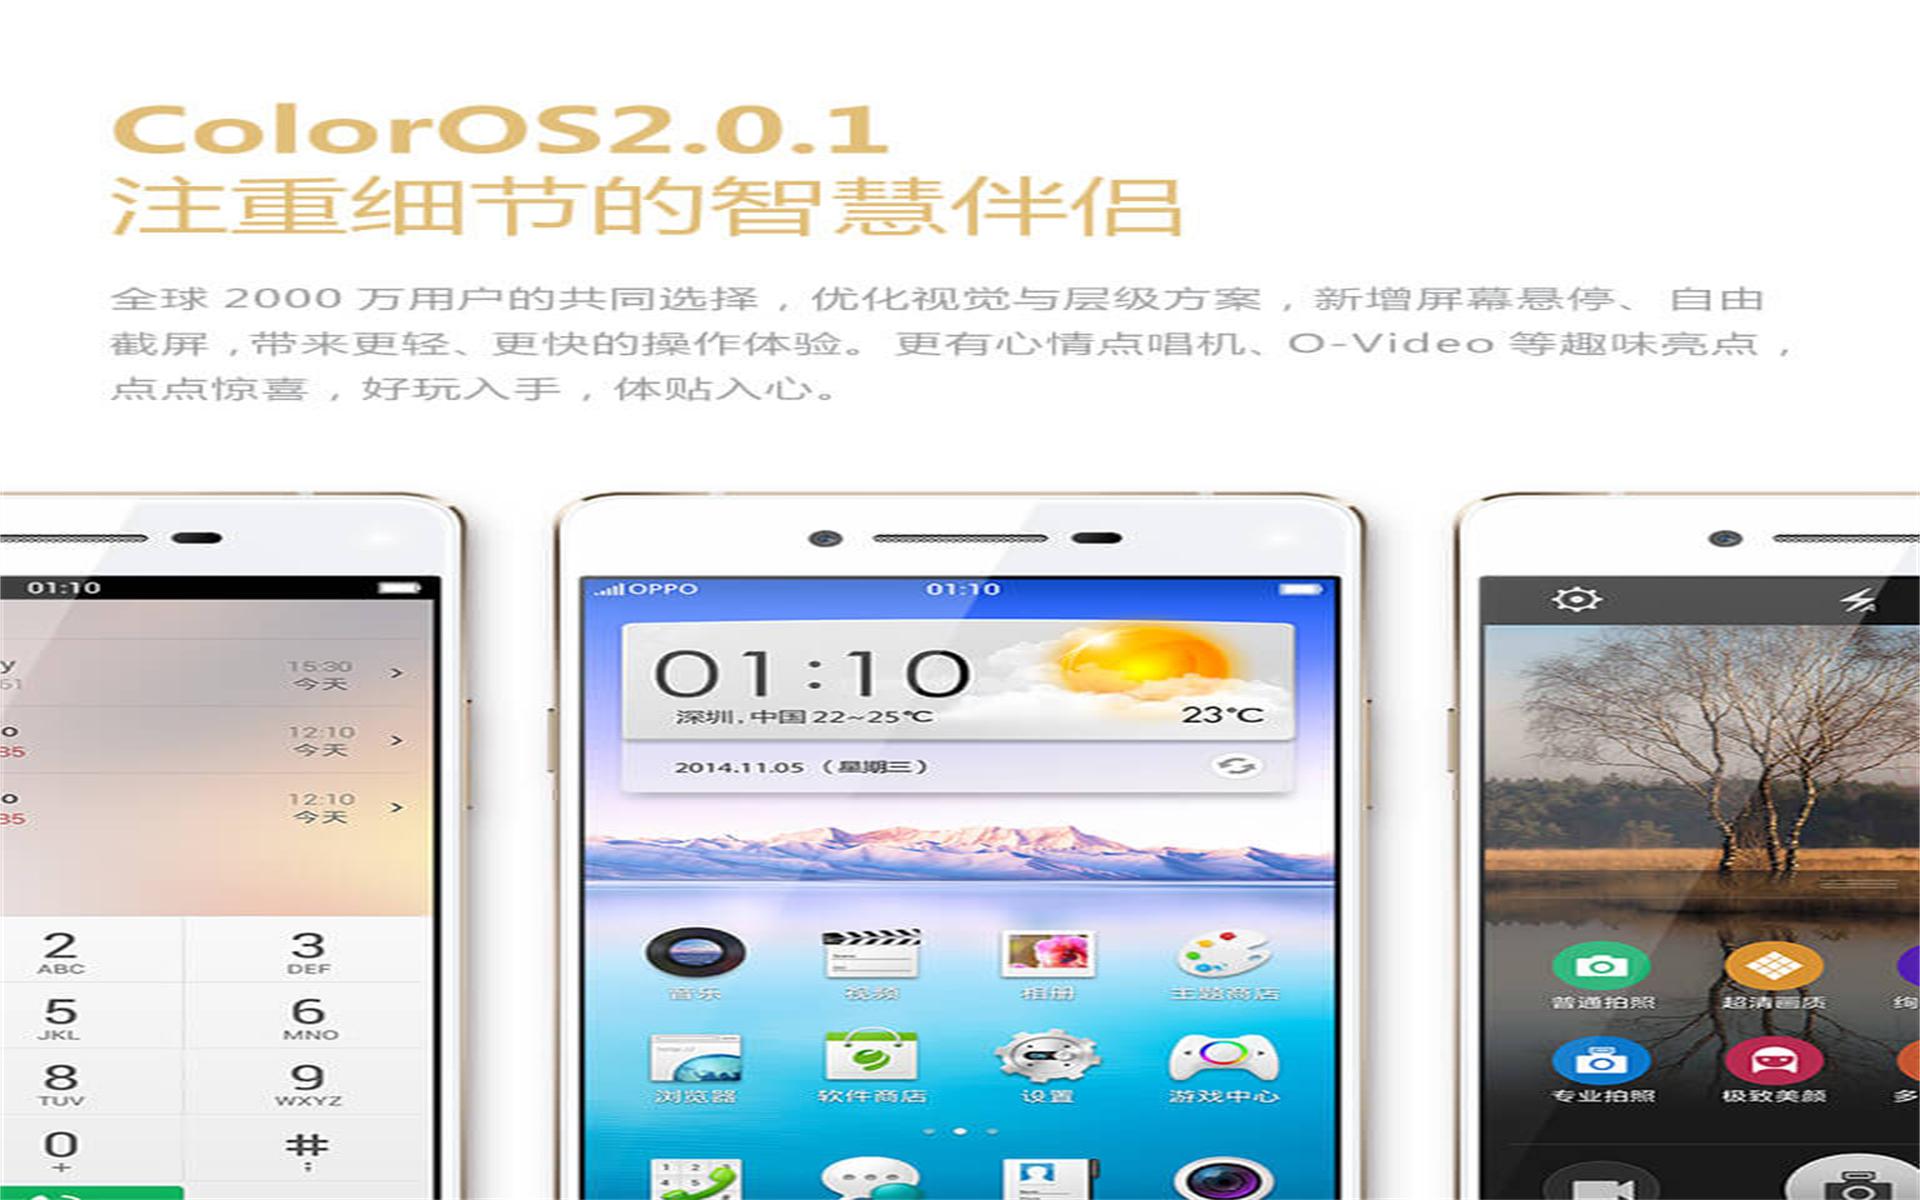 ColorOS2.0.1
注重细节的智慧伴侣
全球 2000 万用户的共同选择，优化视觉与层级方案，新增屏幕悬停、自由
截屏，带来更轻、更快的操作体验。更有心情点唱机、O-Video 等趣味亮点，
点点惊喜，好玩入手，体贴入心。
01:10
y
15:30
今天
o
12:10
35
今天
o
12:10
35
今天
2
ABC
3
DEF
5
JKL
6
MNO
8
TUV
9
WXYZ
0
+
#
;
OPPO 01:10
01:10
深圳,中国 22~25℃
23℃
2014.11.05 （星期三）
音乐 视频 相册 主题商店
浏览器 软件商店 设置 游戏中心
1 2 3
4 5
普通拍照 超清画质
专业拍照 极致美颜 多